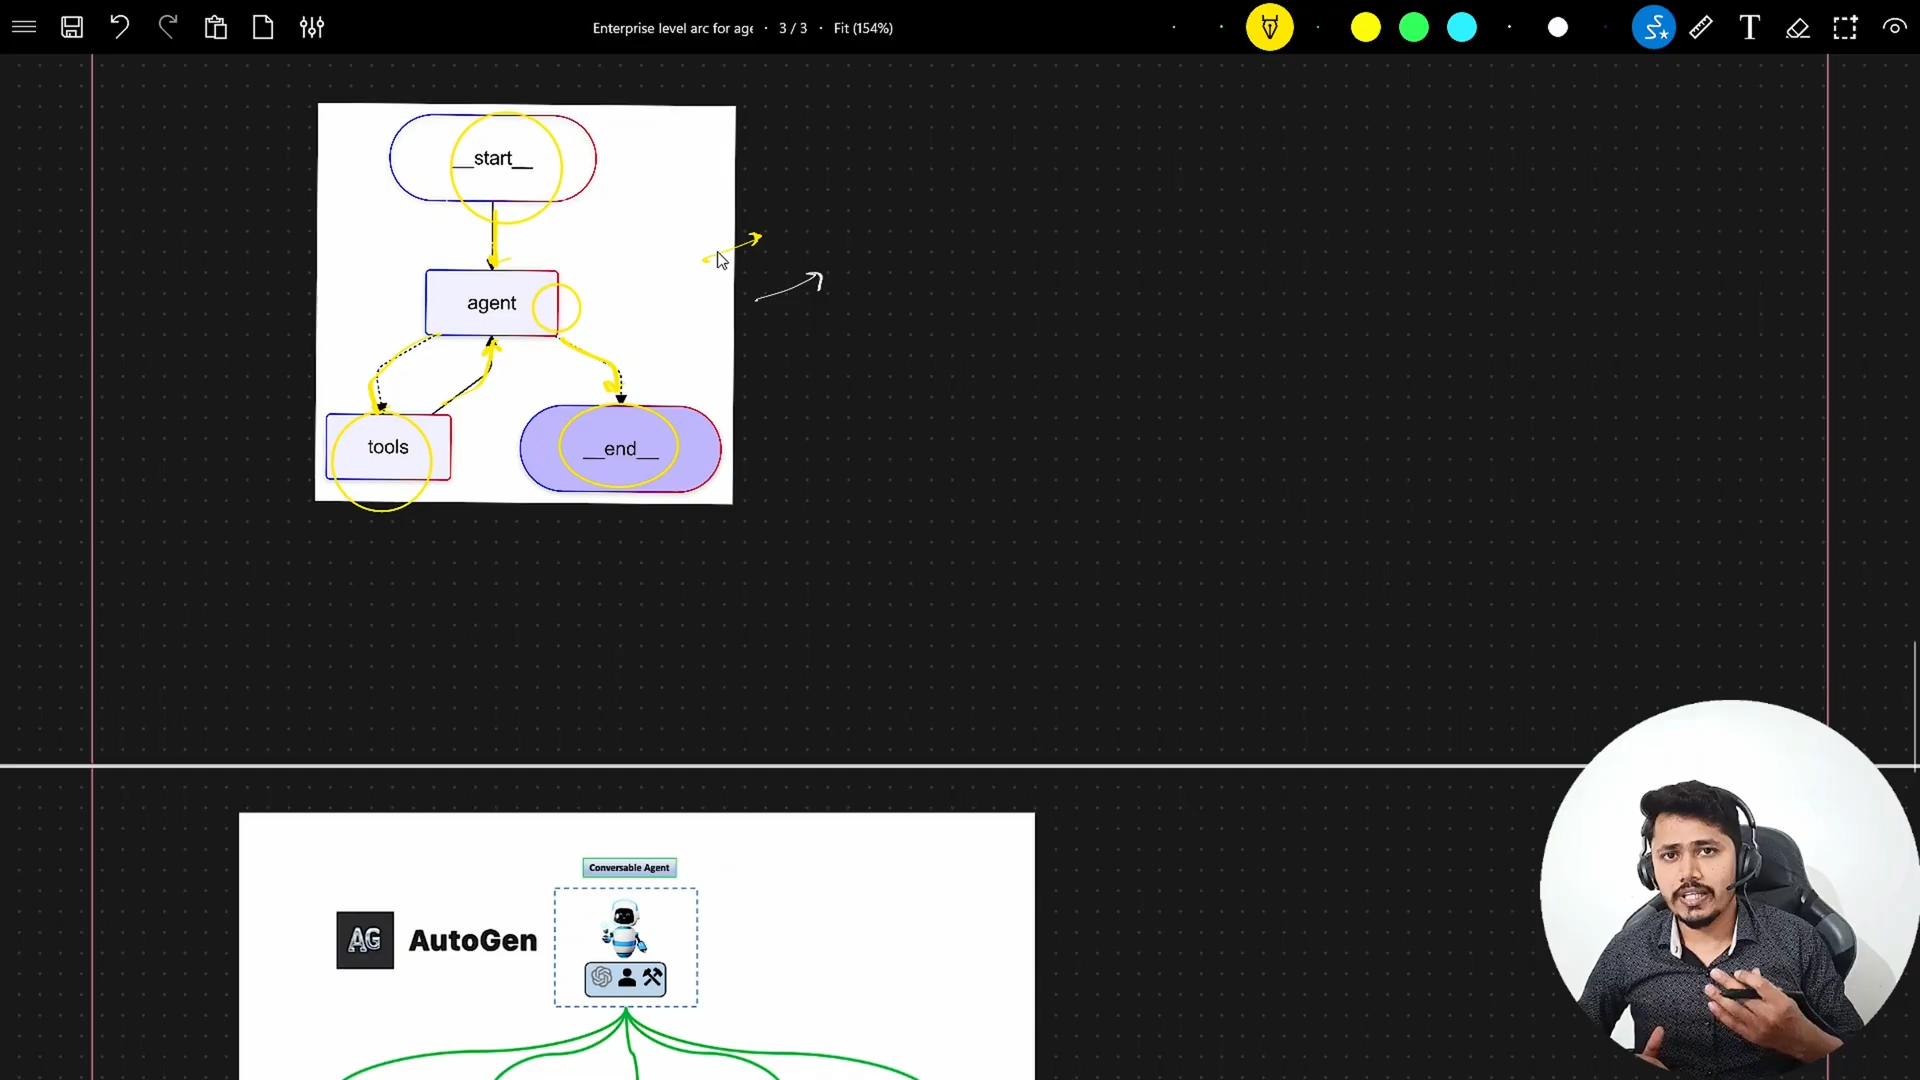 Enterprise level arc for age · 3 / 3 · Fit (154%)
__start__
agent
tools
__end__
Conversable Agent
AG AutoGen